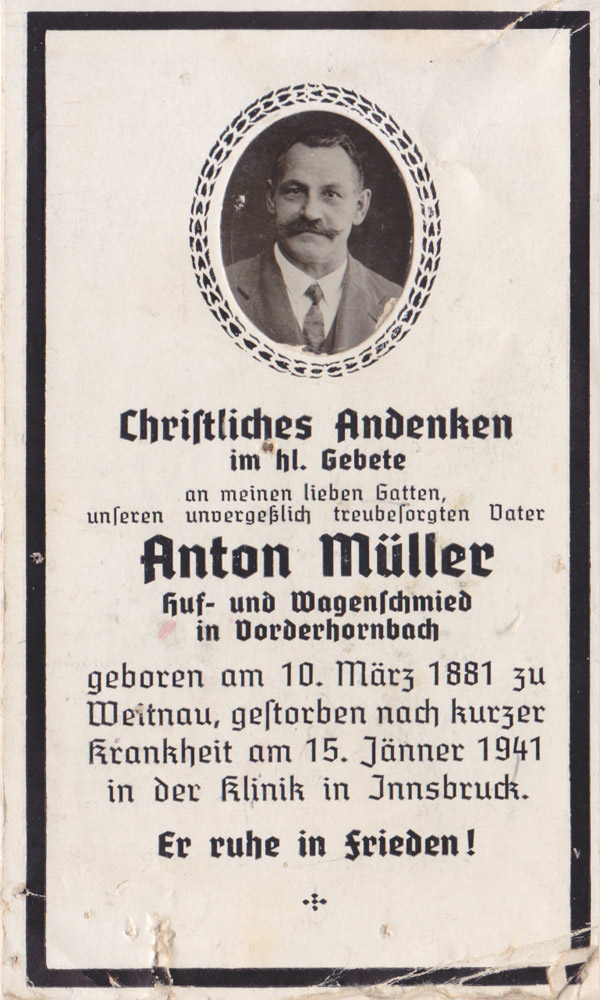 Christliches Andenken
im hl. Gebete
an meinen lieben Gatten,
unseren unvergeßlich treubesorgten Vater
Anton Müller
Huf- und Wagenschmied
in Vorderhornbach
geboren am 10. März 1881 zu
Weitnau, gestorben nach kurzer
Krankheit am 15. Jänner 1941
in der Klinik in Innsbruck.
Er ruhe in Frieden!